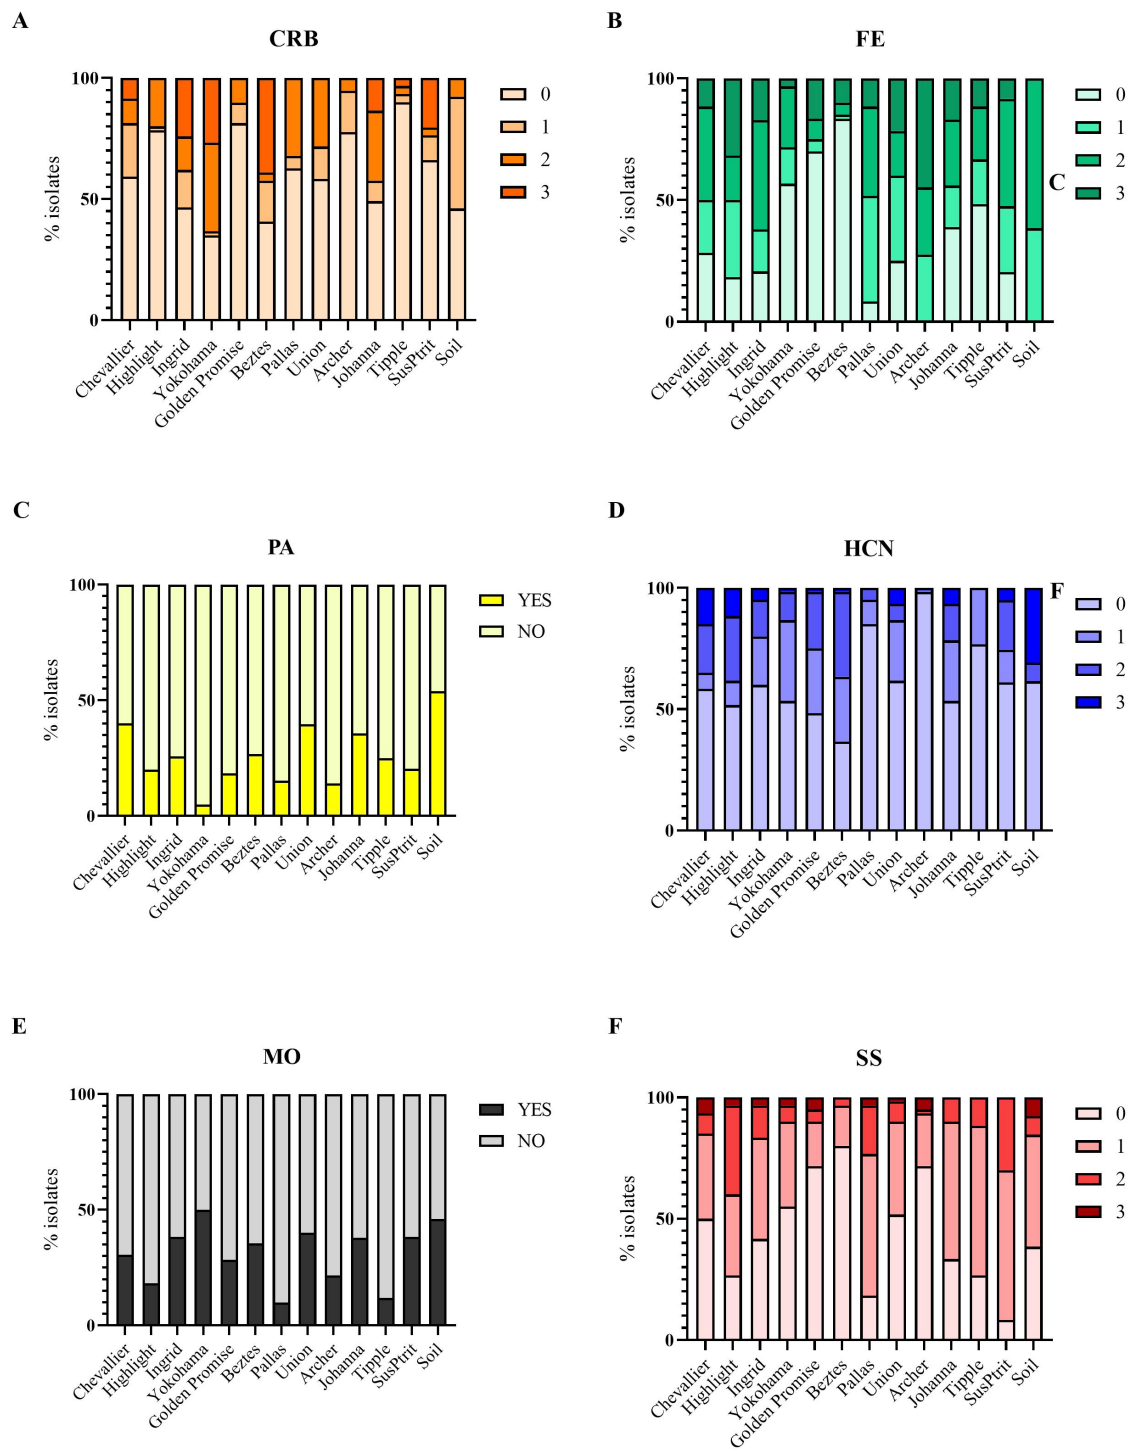 A
CRB
% isolates
100
50
0
Chevallier
Highlight
Ingrid
Yokohama
Golden Promise
Beztes
Pallas
Union
Archer
Johanna
Tipple
SusPtrit
Soil
0
1
2
3
B
FE
% isolates
100
50
0
Chevallier
Highlight
Ingrid
Yokohama
Golden Promise
Beztes
Pallas
Union
Archer
Johanna
Tipple
SusPtrit
Soil
0
1
2
3
C
C
PA
% isolates
100
50
0
Chevallier
Highlight
Ingrid
Yokohama
Golden Promise
Beztes
Pallas
Union
Archer
Johanna
Tipple
SusPtrit
Soil
YES
NO
D
HCN
% isolates
100
50
0
Chevallier
Highlight
Ingrid
Yokohama
Golden Promise
Beztes
Pallas
Union
Archer
Johanna
Tipple
SusPtrit
Soil
F
0
1
2
3
E
MO
% isolates
100
50
0
Chevallier
Highlight
Ingrid
Yokohama
Golden Promise
Beztes
Pallas
Union
Archer
Johanna
Tipple
SusPtrit
Soil
YES
NO
F
SS
% isolates
100
50
0
Chevallier
Highlight
Ingrid
Yokohama
Golden Promise
Beztes
Pallas
Union
Archer
Johanna
Tipple
SusPtrit
Soil
0
1
2
3